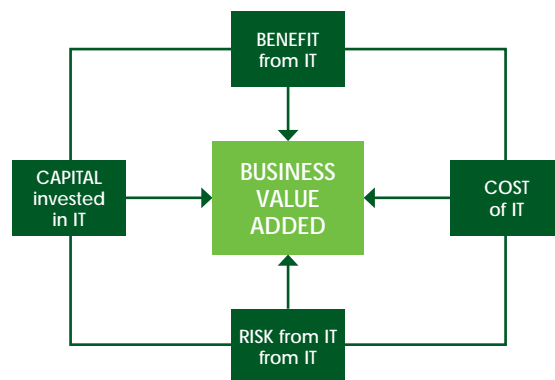 BENEFIT
from IT
CAPITAL
invested
in IT
BUSINESS
VALUE
ADDED
COST
of IT
RISK from IT
from IT